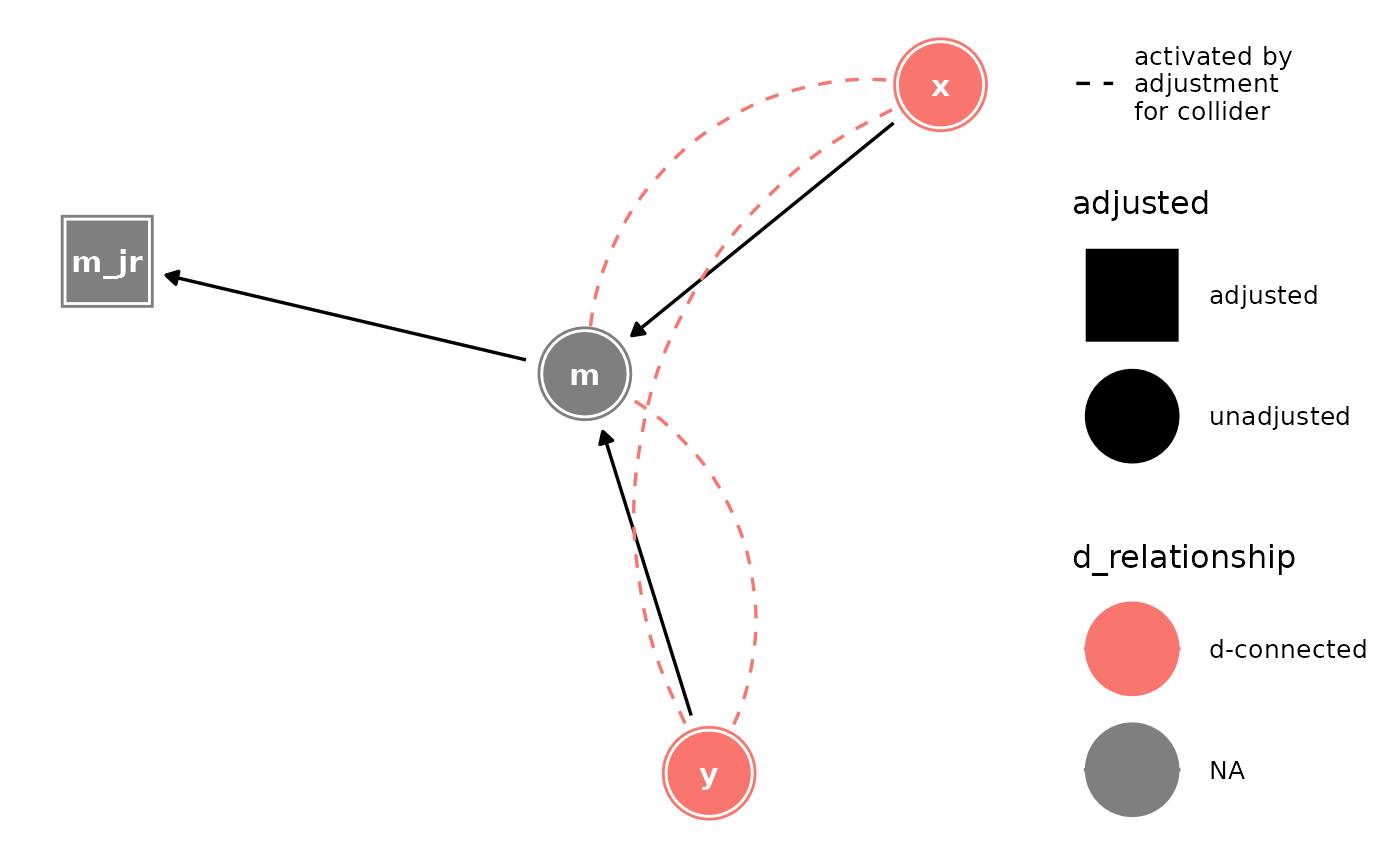 x
m_jr
m
y
activated by
adjustment
for collider
adjusted
adjusted
unadjusted
d_relationship
d-connected
NA